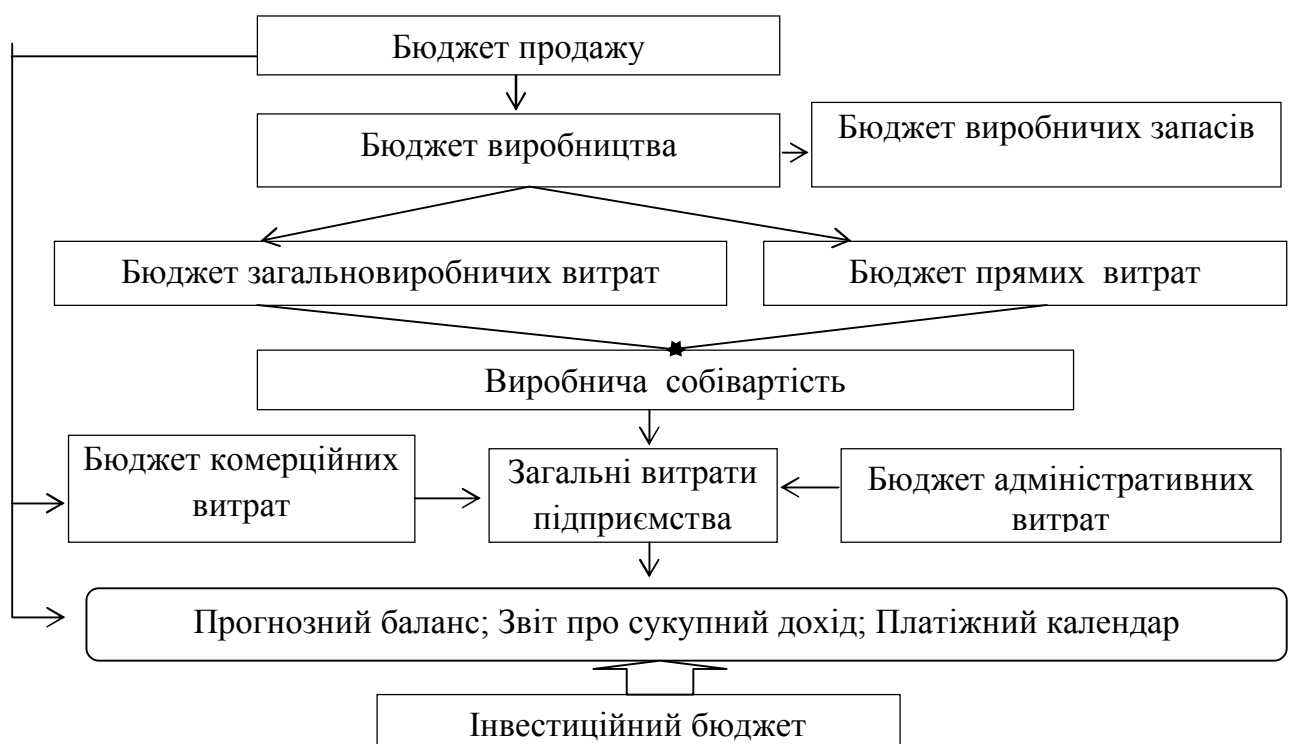 Бюджет продажу
Бюджет виробництва
Бюджет виробничих запасів
Бюджет загальновиробничих витрат
Бюджет прямих витрат
Виробнича собівартість
Бюджет комерційних
витрат
Загальні витрати
підприємства
Бюджет адміністративних
витрат
Прогнозний баланс; Звіт про сукупний дохід; Платіжний календар
Інвестиційний бюджет